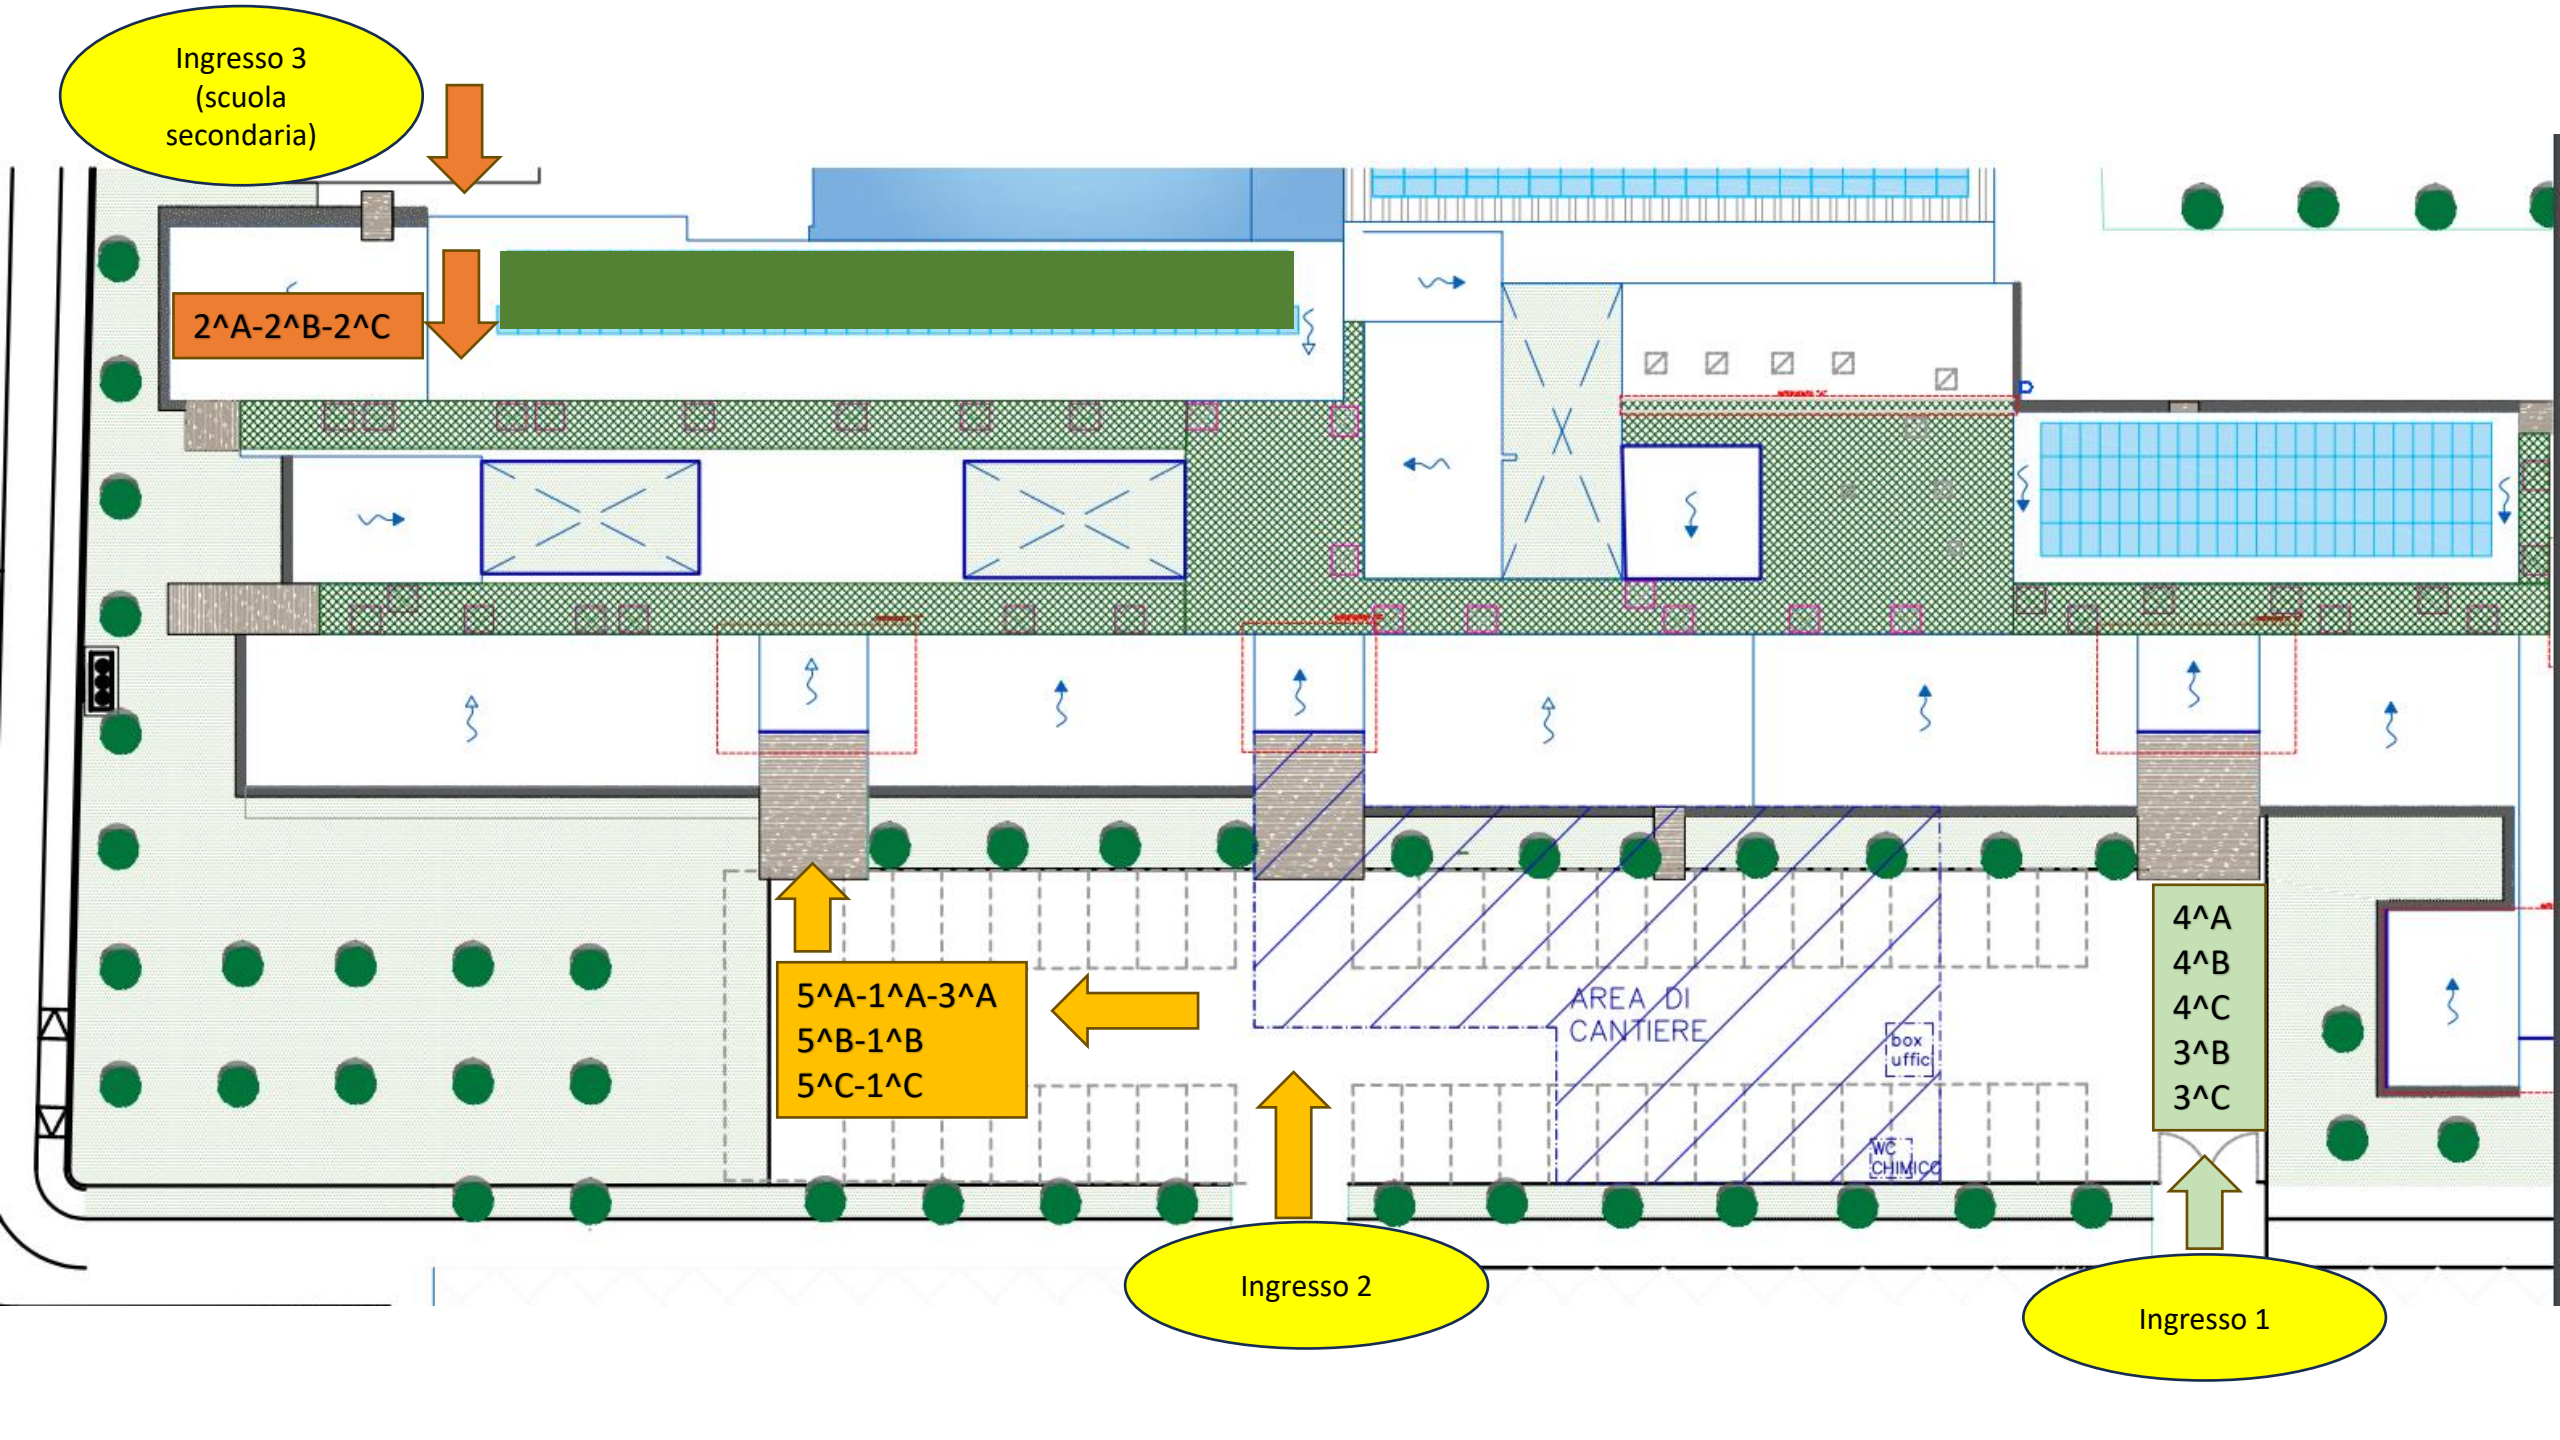 Ingresso 3
(scuola
secondaria)
2^A-2^B-2^C
5^A-1^A-3^A
5^B-1^B
5^C-1^C
AREA DI
CANTIERE
box
uffic
WC
CHIMICO
4^A
4^B
4^C
3^B
3^C
Ingresso 2
Ingresso 1